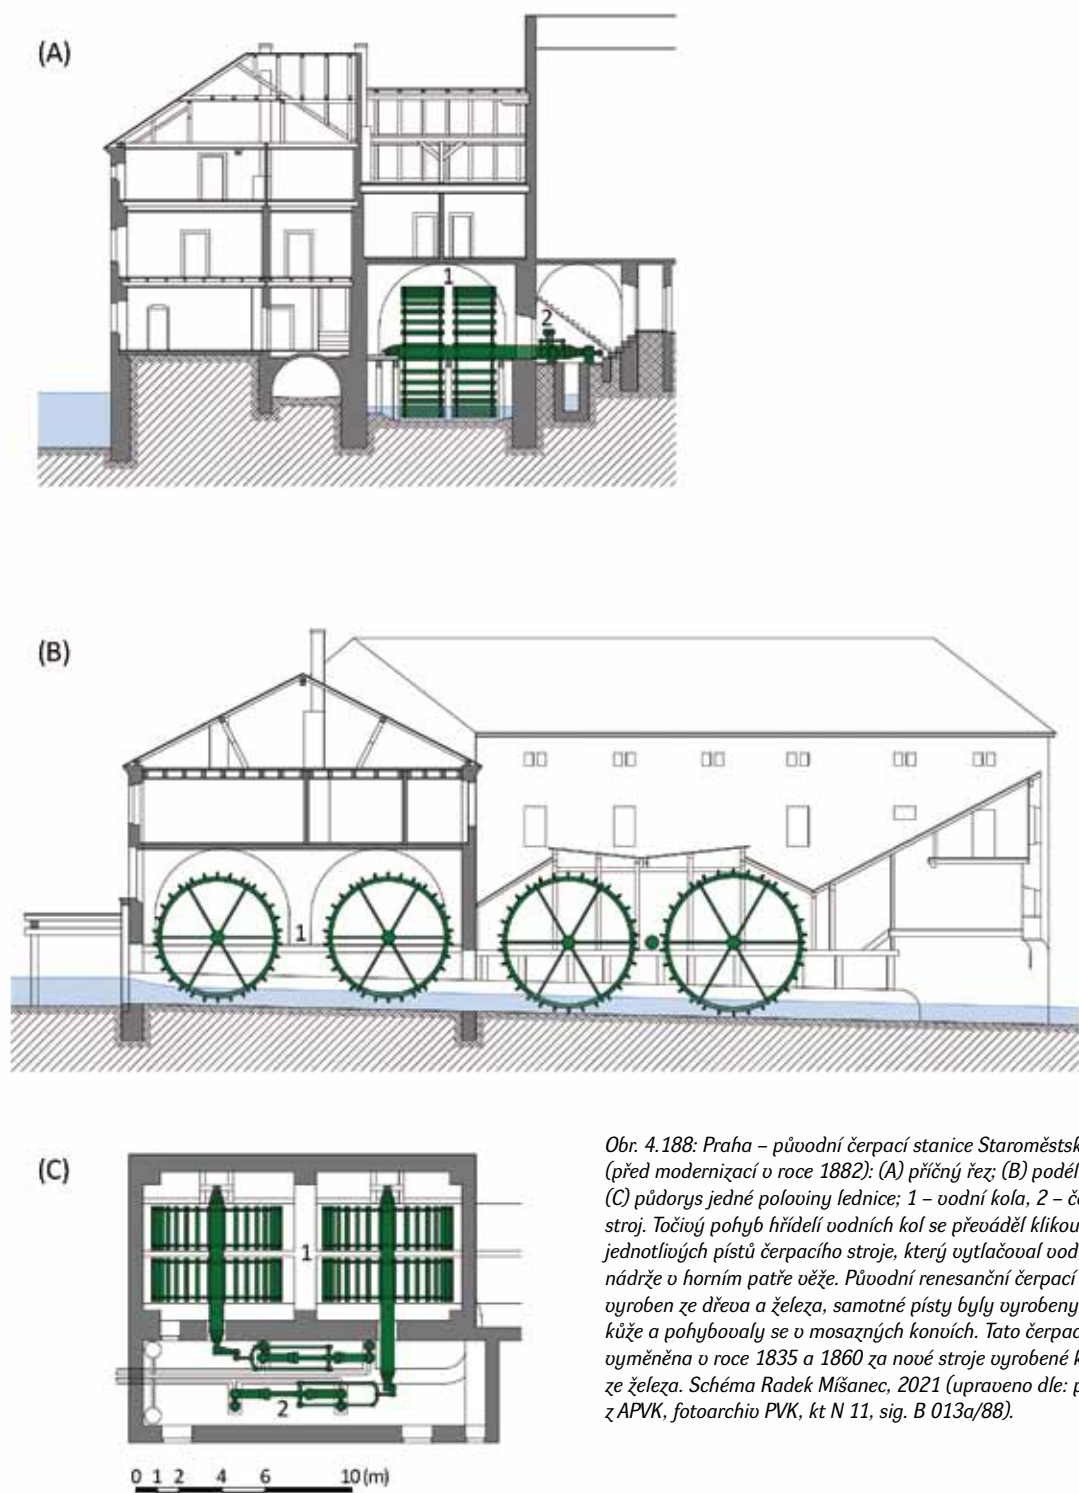 (A)
1
2
(B)
1
(C)
1
2
0 1 2 4 6 10 (m)
Obr. 4.188: Praha – původní čerpací stanice Staroměstsk
(před modernizací v roce 1882): (A) příčný řez; (B) podél
(C) půdorys jedné poloviny lednice; 1 – vodní kola, 2 – č
stroj. Točivý pohyb hřídelí vodních kol se převáděl klikou
jednotlivých pístů čerpacího stroje, který vytlačoval vod
nádrže v horním patře věže. Původní renesanční čerpací
vyroben ze dřeva a železa, samotné písty byly vyrobeny
kůže a pohybovaly se v mosazných konvích. Tato čerpac
vyměněna v roce 1835 a 1860 za nové stroje vyrobené k
ze železa. Schéma Radek Míšanec, 2021 (upraveno dle: p
z APVK, fotoarchiv PVK, kt N 11, sig. B 013a/88).